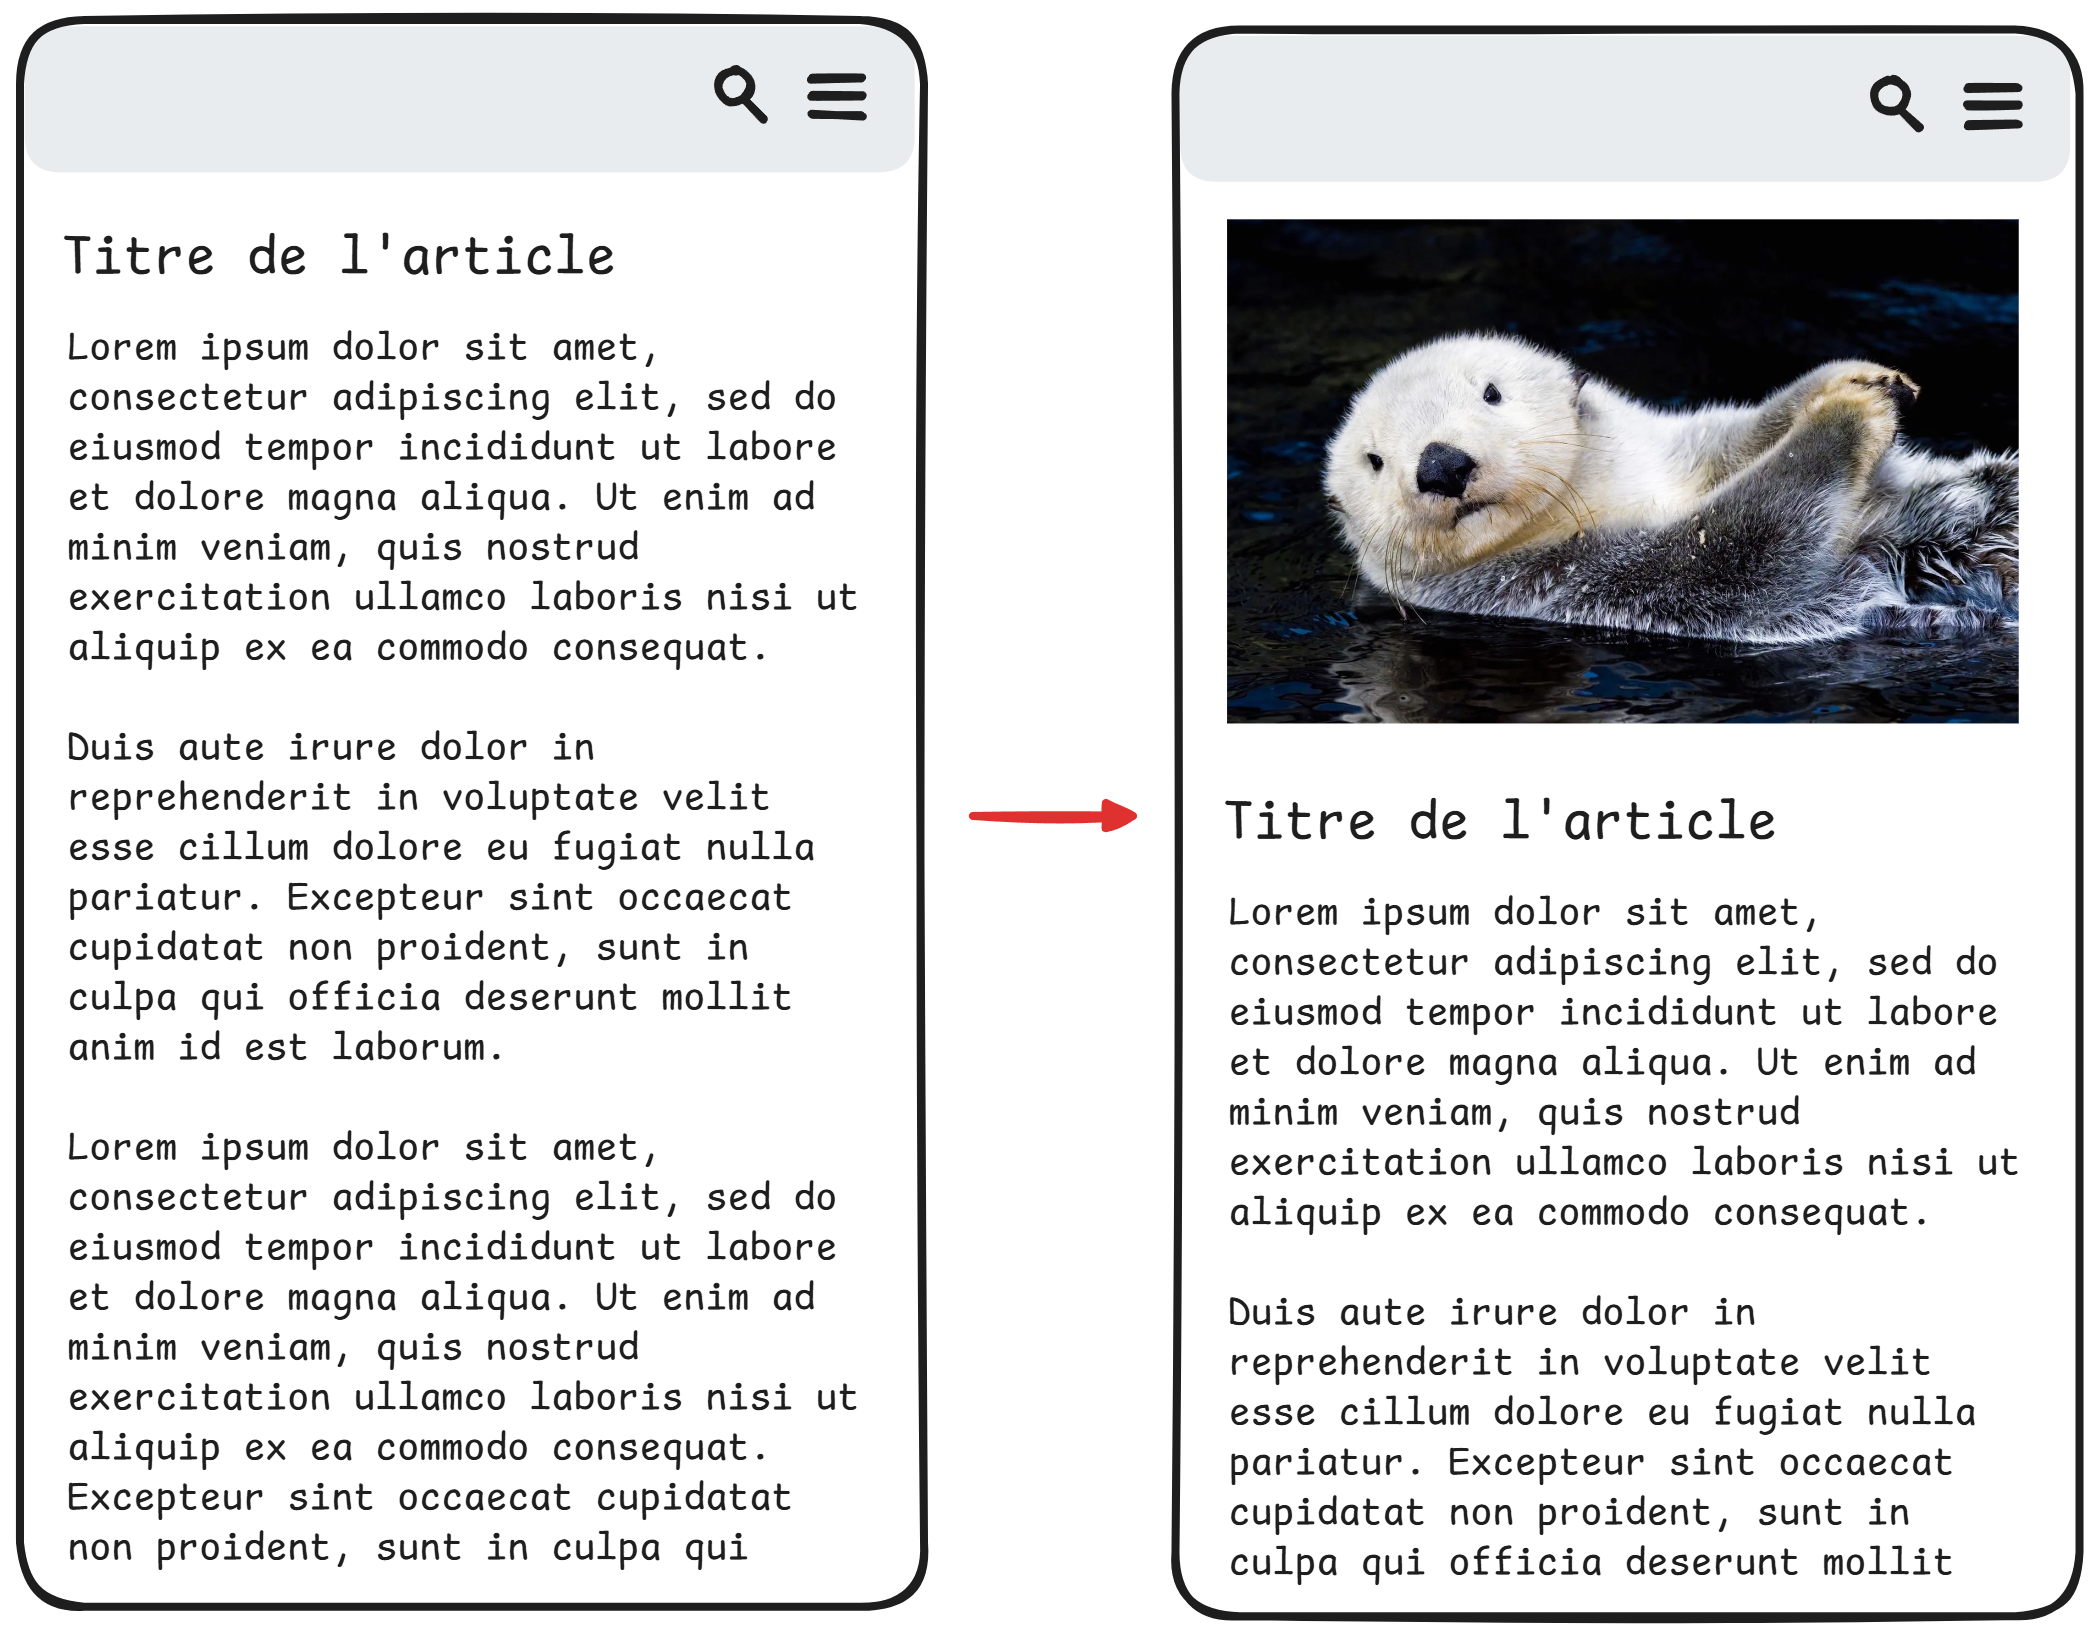 Titre de l'article
Lorem ipsum dolor sit amet,
consectetur adipiscing elit, sed do
eiusmod tempor incididunt ut labore
et dolore magna aliqua. Ut enim ad
minim veniam, quis nostrud
exercitation ullamco laboris nisi ut
aliquip ex ea commodo consequat.
Duis aute irure dolor in
reprehenderit in voluptate velit
esse cillum dolore eu fugiat nulla
pariatur. Excepteur sint occaecat
cupidatat non proident, sunt in
culpa qui officia deserunt mollit
anim id est laborum.
Lorem ipsum dolor sit amet,
consectetur adipiscing elit, sed do
eiusmod tempor incididunt ut labore
et dolore magna aliqua. Ut enim ad
minim veniam, quis nostrud
exercitation ullamco laboris nisi ut
aliquip ex ea commodo consequat.
Excepteur sint occaecat cupidatat
non proident, sunt in culpa qui
Titre de l'article
Lorem ipsum dolor sit amet,
consectetur adipiscing elit, sed do
eiusmod tempor incididunt ut labore
et dolore magna aliqua. Ut enim ad
minim veniam, quis nostrud
exercitation ullamco laboris nisi ut
aliquip ex ea commodo consequat.
Duis aute irure dolor in
reprehenderit in voluptate velit
esse cillum dolore eu fugiat nulla
pariatur. Excepteur sint occaecat
cupidatat non proident, sunt in
culpa qui officia deserunt mollit